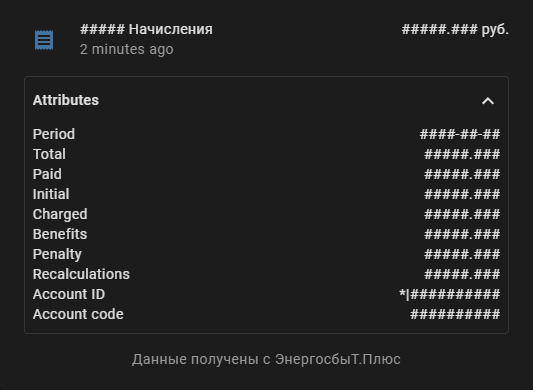 ##### Начисления
#####.### руб.
2 minutes ago
Attributes
Period ####-##-##
Total #####.###
Paid #####.###
Initial #####.###
Charged #####.###
Benefits #####.###
Penalty #####.###
Recalculations #####.###
Account ID *|##########
Account code ##########
Данные получены с ЭнергосбыТ.Плюс